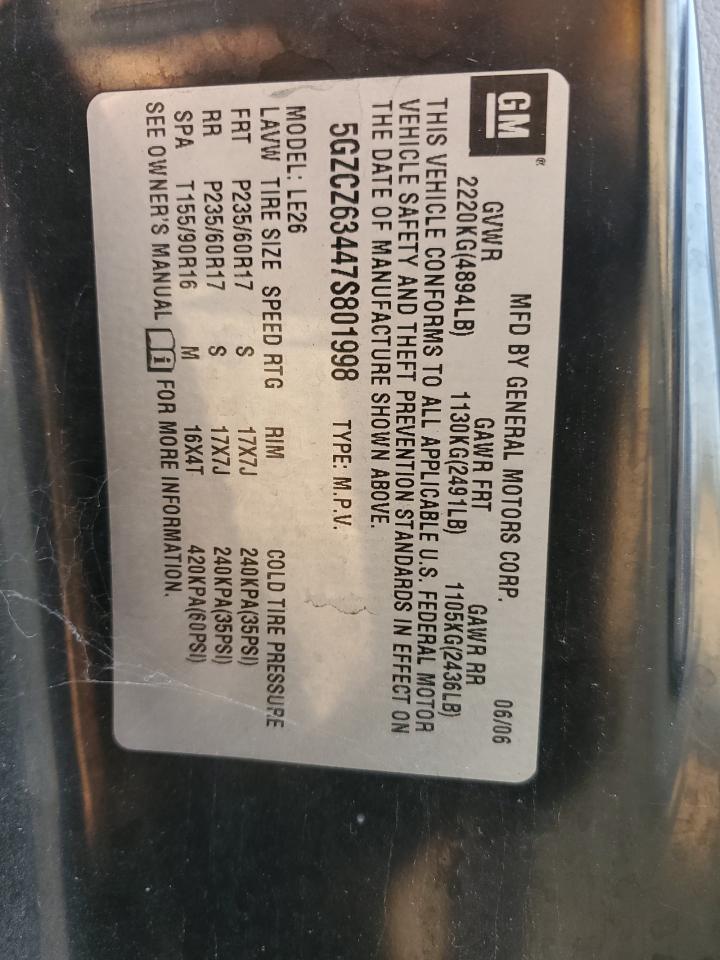 GM®
MFD BY GENERAL MOTORS CORP. 06/06
GVWR GAWR FRT GAWR RR
2220KG(4894LB) 1130KG(2491LB) 1105KG(2436LB)
THIS VEHICLE CONFORMS TO ALL APPLICABLE U.S. FEDERAL MOTOR
VEHICLE SAFETY AND THEFT PREVENTION STANDARDS IN EFFECT ON
THE DATE OF MANUFACTURE SHOWN ABOVE.
5GZCZ63447S801998 TYPE: M.P.V.
MODEL: LE26
LAVW TIRE SIZE SPEED RTG RIM COLD TIRE PRESSURE
FRT P235/60R17 S 17X7J 240KPA(35PSI)
RR P235/60R17 S 17X7J 240KPA(35PSI)
SPA T155/90R16 M 16X4T 420KPA(60PSI)
SEE OWNER'S MANUAL i FOR MORE INFORMATION.